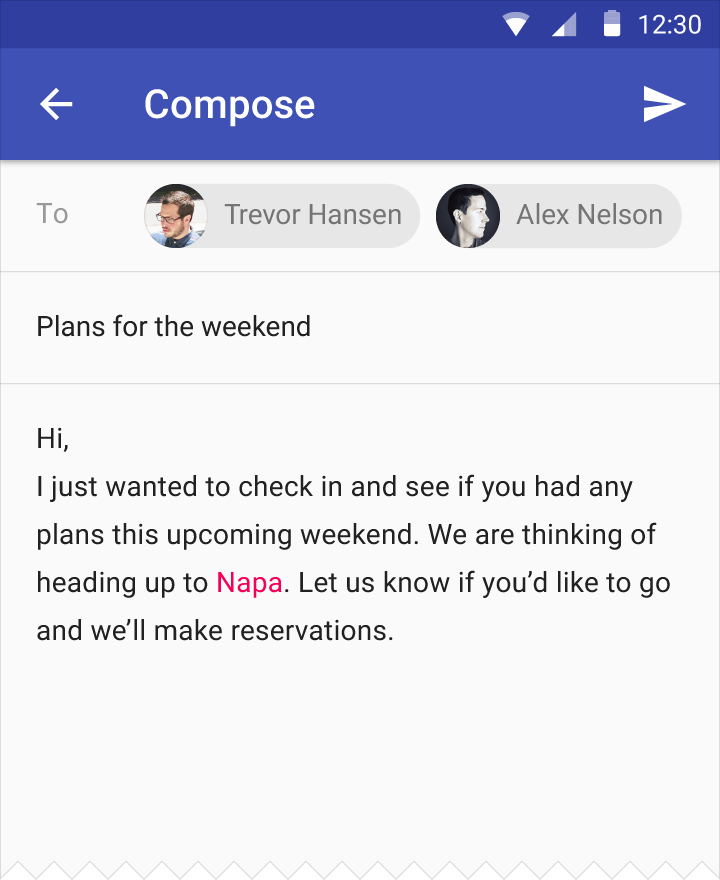 12:30
Compose
To Trevor Hansen Alex Nelson
Plans for the weekend
Hi,
I just wanted to check in and see if you had any
plans this upcoming weekend. We are thinking of
heading up to Napa. Let us know if you’d like to go
and we’ll make reservations.